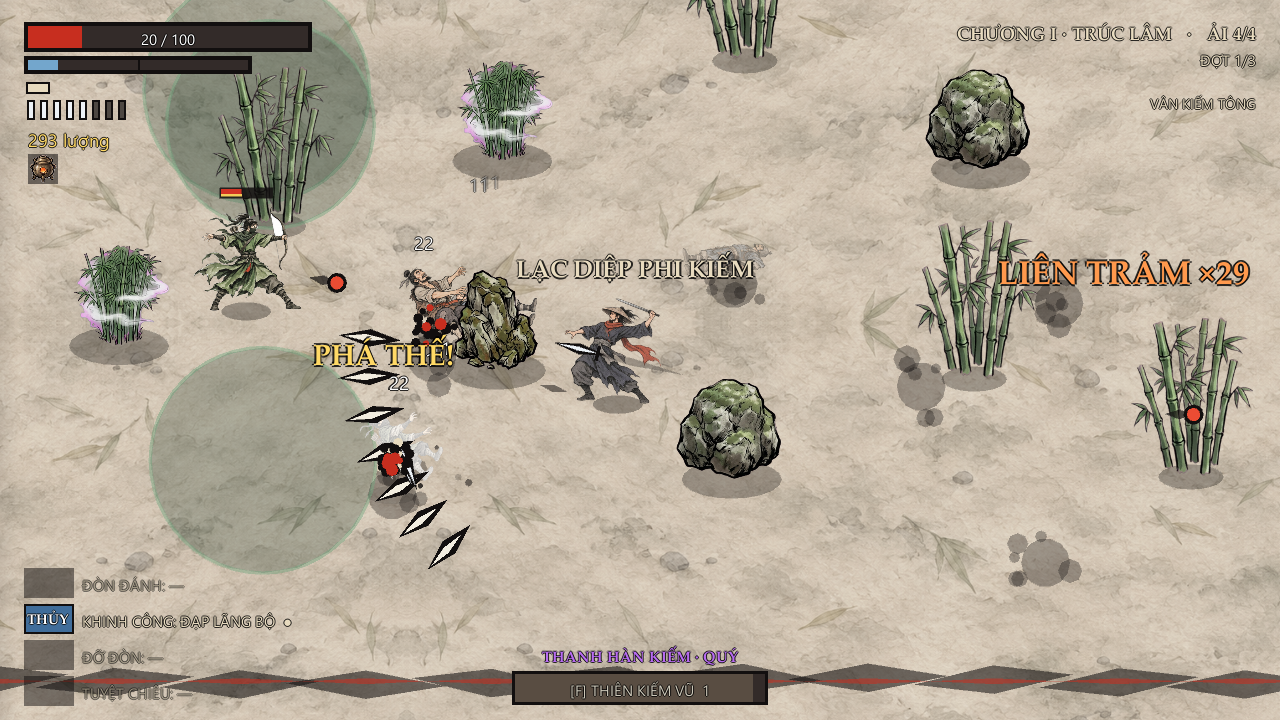 20 / 100
293 lượng
CHƯƠNG I · TRÚC LÂM · ẢI 4/4
ĐỢT 1/3
VÂN KIẾM TÔNG
111
22
LẠC DIỆP PHI KIẾM
LIÊN TRẢM ×29
PHÁ THẾ!
22
ĐÒN ĐÁNH: —
THỦY KHINH CÔNG: ĐẠP LÃNG BỘ
ĐỠ ĐÒN: —
TUYỆT CHIÊU: —
THANH HÀN KIẾM · QUÝ
[F] THIÊN KIẾM VŨ 1